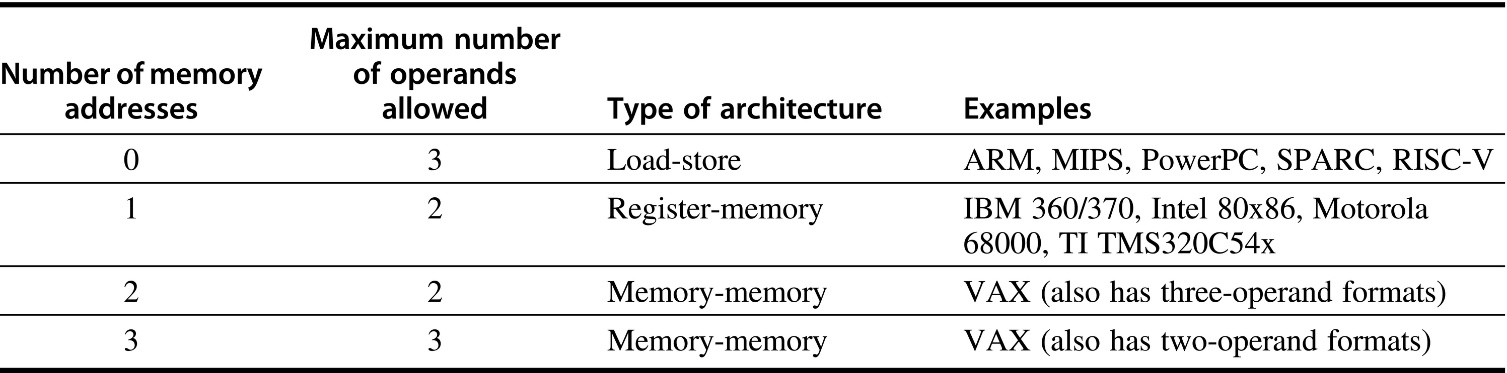 Number of memory addresses | Maximum number of operands allowed | Type of architecture | Examples
0 | 3 | Load-store | ARM, MIPS, PowerPC, SPARC, RISC-V
1 | 2 | Register-memory | IBM 360/370, Intel 80x86, Motorola
68000, TI TMS320C54x
2 | 2 | Memory-memory | VAX (also has three-operand formats)
3 | 3 | Memory-memory | VAX (also has two-operand formats)